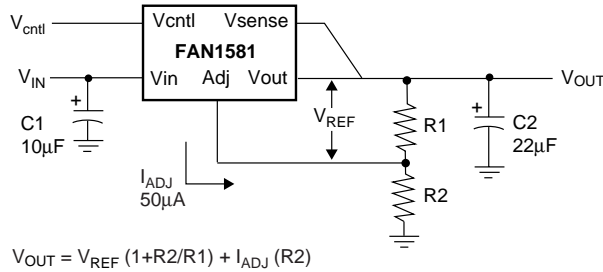 Vcntl
Vcntl Vsense
FAN1581
VIN
Vin Adj Vout
VOUT
+
C1
10μF
VREF
R1
+
C2
22μF
IADJ
50μA
R2
VOUT = VREF (1+R2/R1) + IADJ (R2)